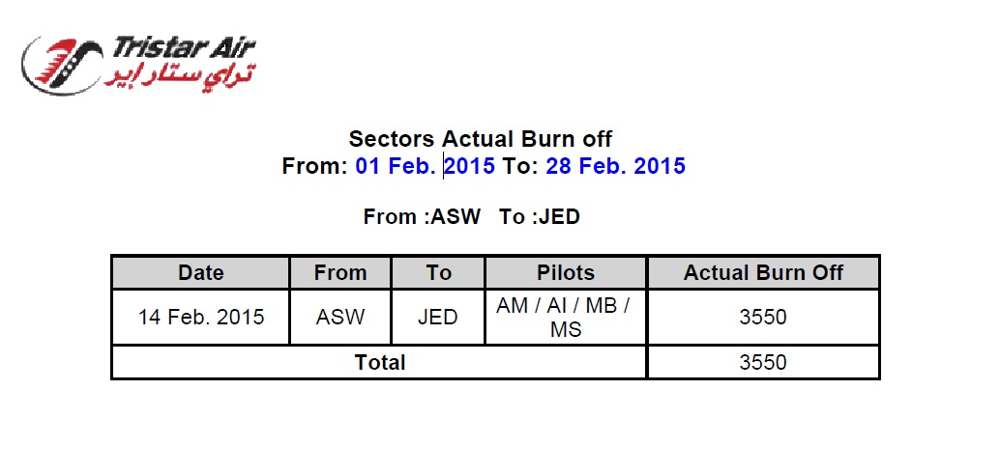 Tristar Air
تراي ستار إير
Sectors Actual Burn off
From: 01 Feb. 2015 To: 28 Feb. 2015
From :ASW To :JED
Date From To Pilots Actual Burn Off
14 Feb. 2015 ASW JED AM / AI / MB / 3550
MS
Total 3550